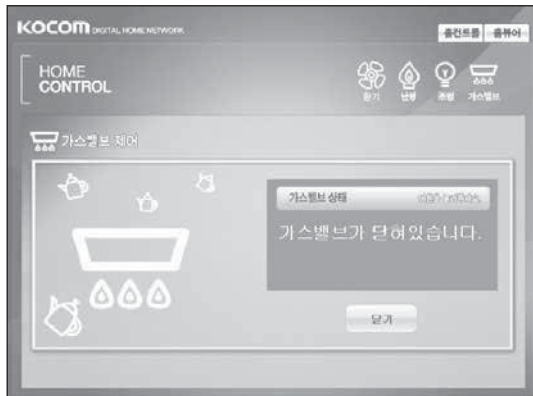 KOCOM DIGITAL HOME NETWORK
홈컨트롤 홈뷰어
HOME
CONTROL
환기 난방 조명 가스밸브
가스밸브 제어
가스밸브 상태
가스밸브가 닫혀있습니다.
닫기